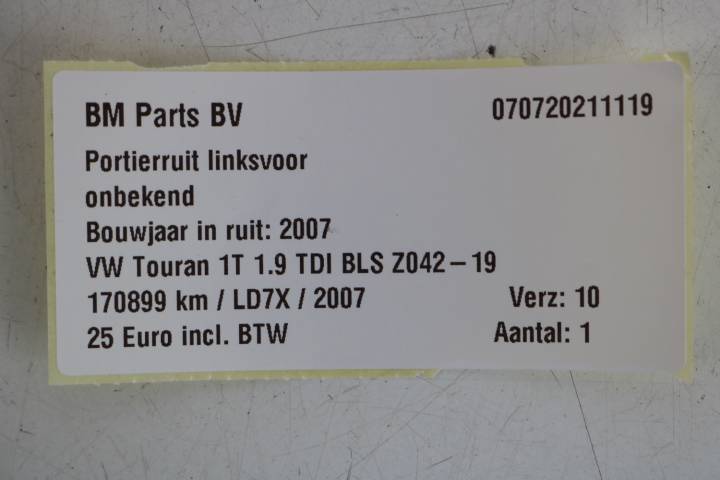 BM Parts BV 070720211119
Portierruit linksvoor
onbekend
Bouwjaar in ruit: 2007
VW Touran 1T 1.9 TDI BLS Z042-19
170899 km / LD7X / 2007 Verz: 10
25 Euro incl. BTW Aantal: 1